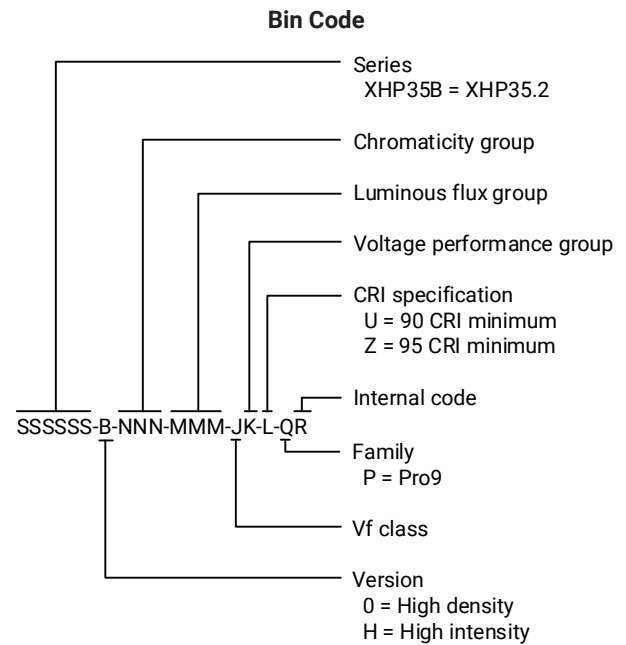 Bin Code
Series
XHP35B = XHP35.2
Chromaticity group
Luminous flux group
Voltage performance group
CRI specification
U = 90 CRI minimum
Z = 95 CRI minimum
Internal code
SSSSSS-B-NNN-MMM-JK-L-QR
Family
P = Pro9
Vf class
Version
0 = High density
H = High intensity